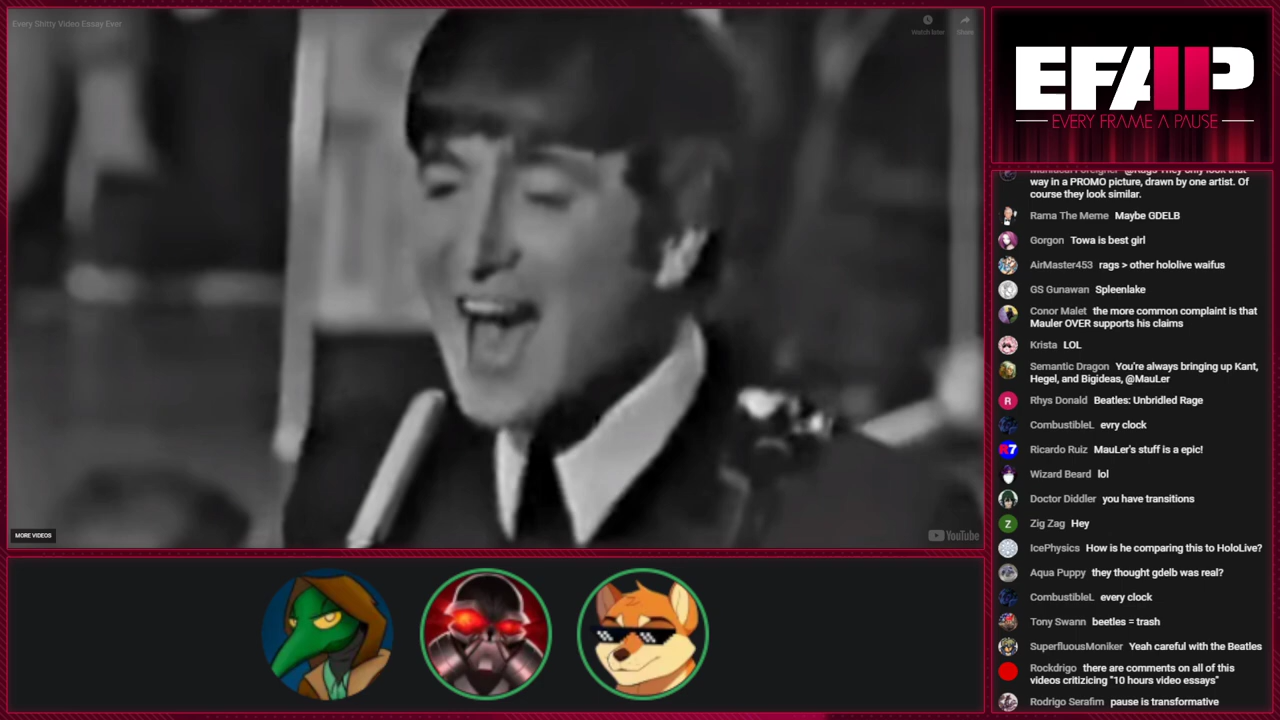 Every Shitty Video Essay Ever
Watch later
Share
MORE VIDEOS
YouTube
EFAP
EVERY FRAME A PAUSE
way in a PROMO picture, drawn by one artist. Of
course they look similar.
Rama The Meme Maybe GDELB
Gorgon Towa is best girl
AirMaster453 rags > other hololive waifus
GS Gunawan Spleenlake
Conor Malet the more common complaint is that
Mauler OVER supports his claims
Krista LOL
Semantic Dragon You're always bringing up Kant,
Hegel, and Bigideas, @MauLer
R
Rhys Donald Beatles: Unbridled Rage
CombustibleL evry clock
R7
Ricardo Ruiz MauLer's stuff is a epic!
Wizard Beard lol
Doctor Diddler you have transitions
Z
Zig Zag Hey
IcePhysics How is he comparing this to HoloLive?
Aqua Puppy they thought gdelb was real?
CombustibleL every clock
Tony Swann beetles = trash
SuperfluousMoniker Yeah careful with the Beatles
Rockdrigo there are comments on all of this
videos critizicing "10 hours video essays"
Rodrigo Serafim pause is transformative